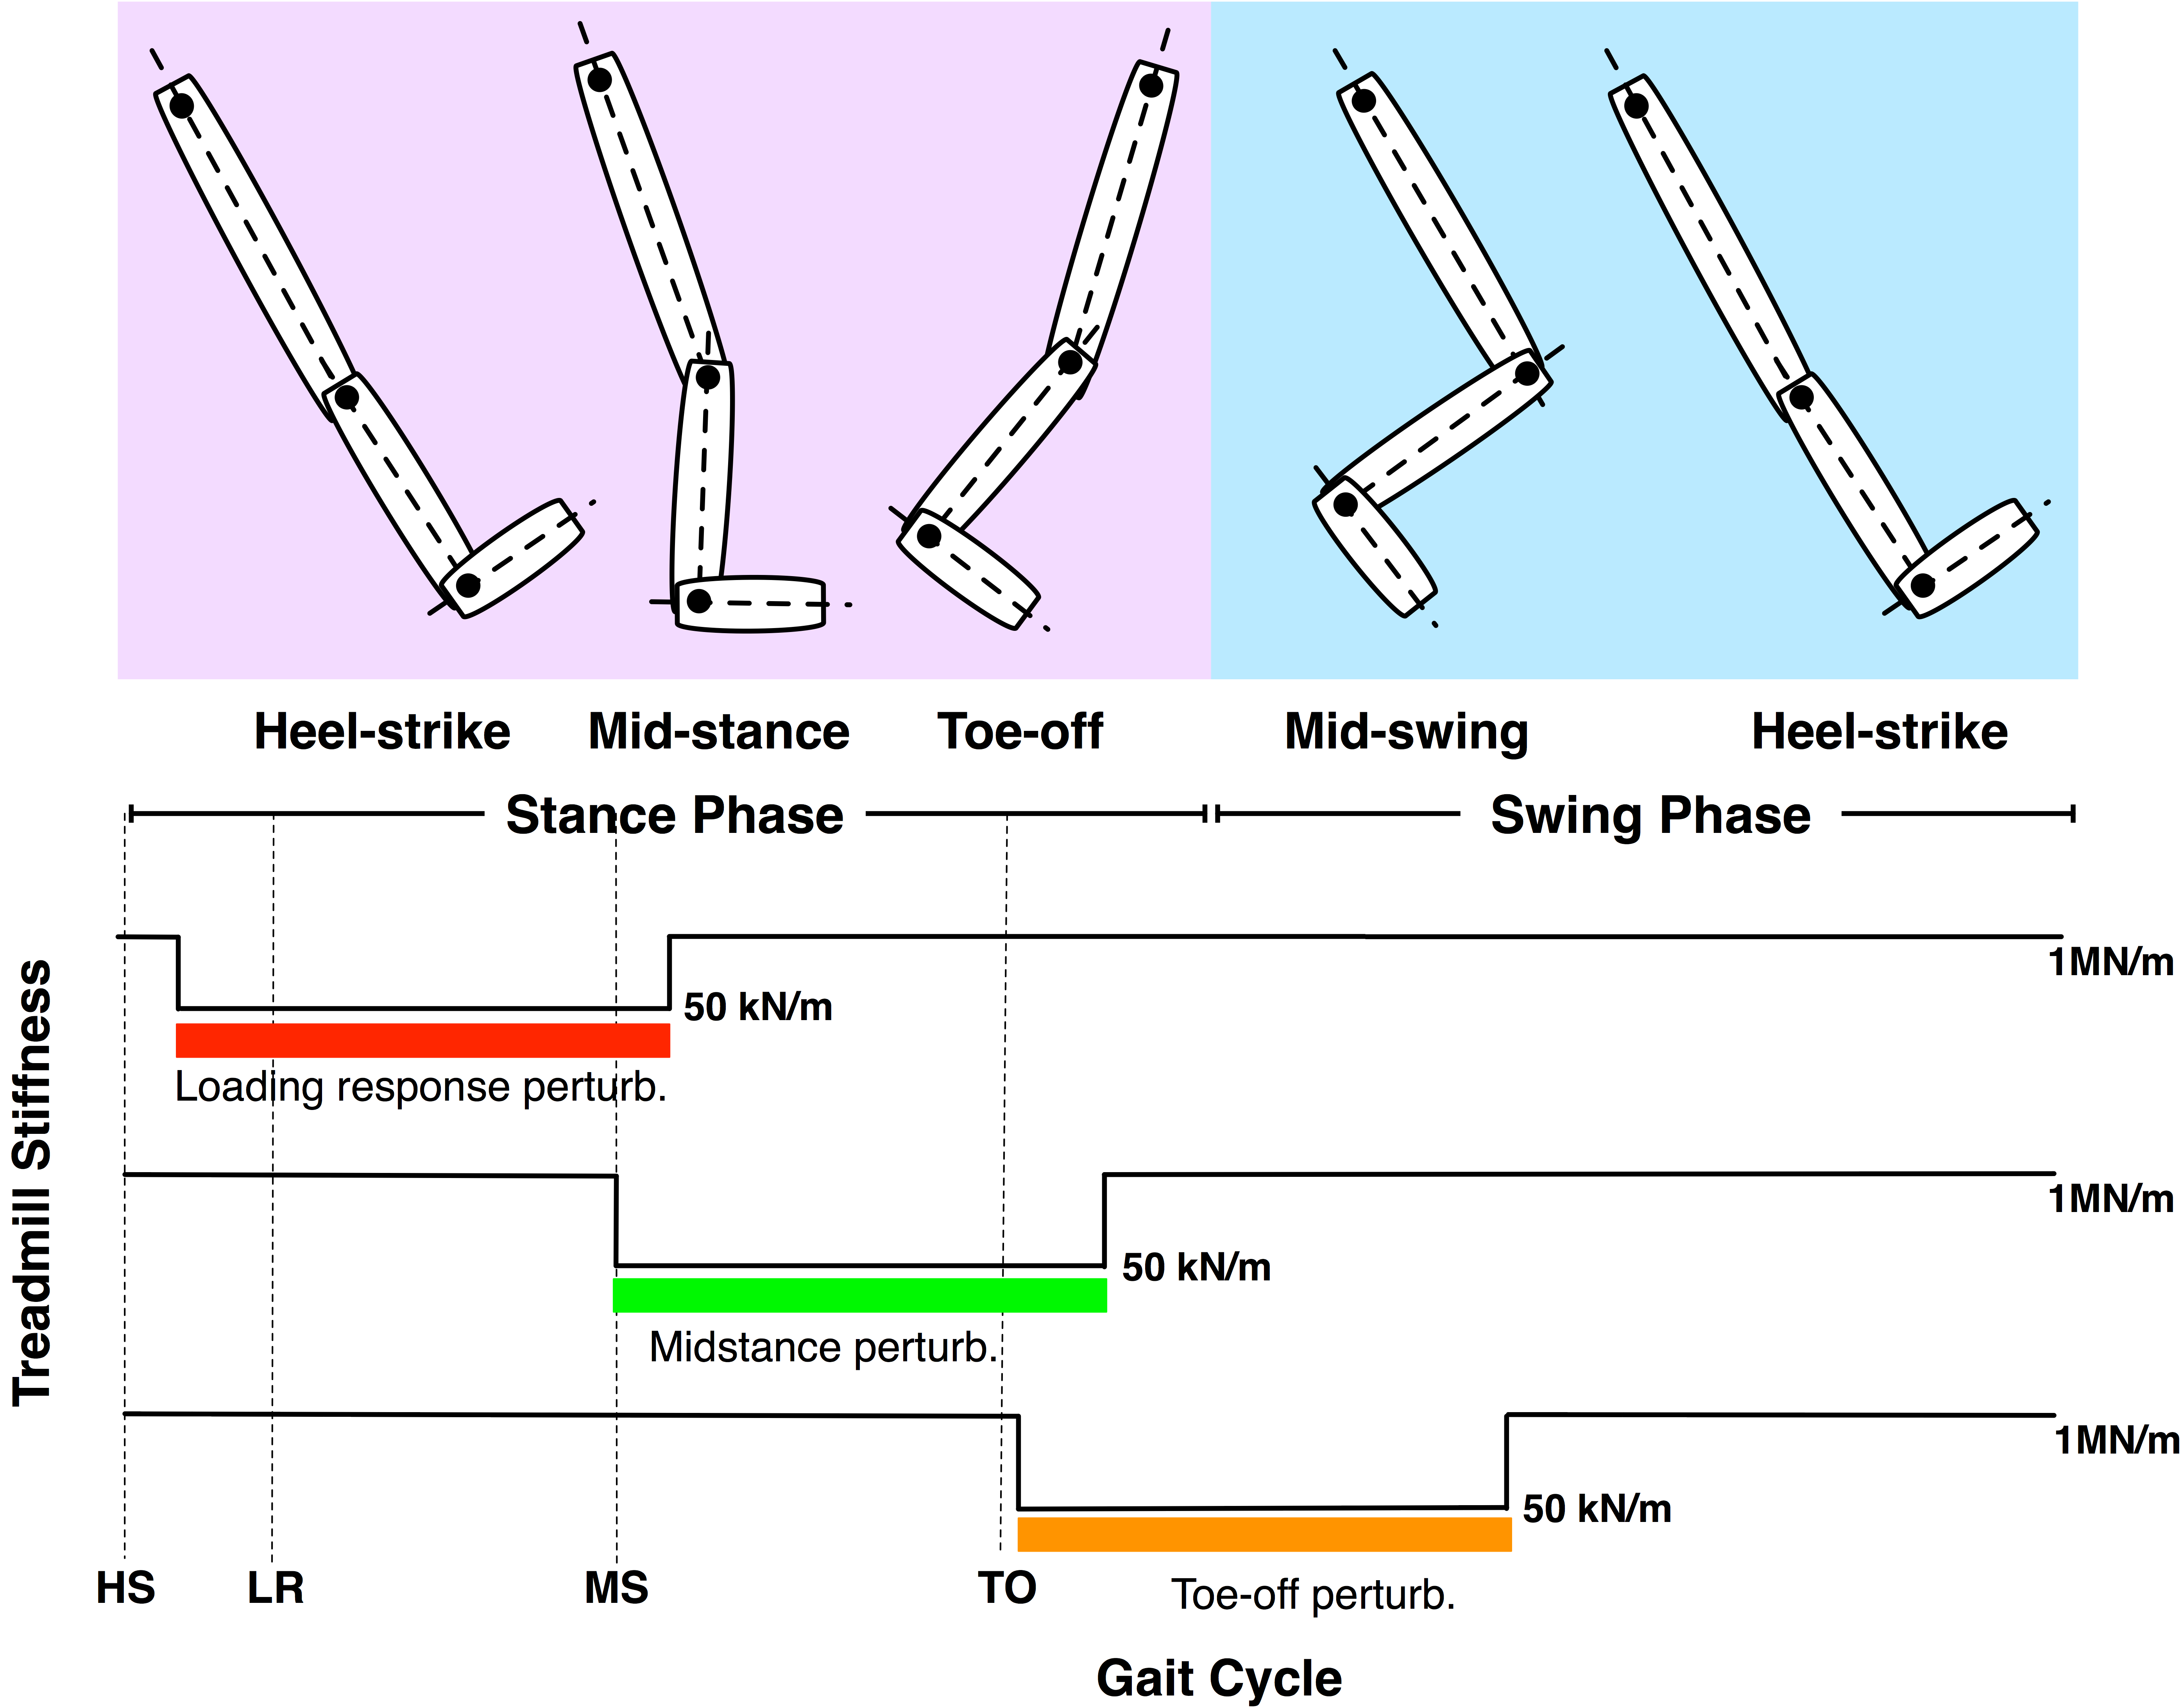 Heel-strike Mid-stance Toe-off Mid-swing Heel-strike
Stance Phase Swing Phase
Treadmill Stiffness
1MN/m
50 kN/m
Loading response perturb.
1MN/m
50 kN/m
Midstance perturb.
1MN/m
50 kN/m
HS LR MS TO
Toe-off perturb.
Gait Cycle